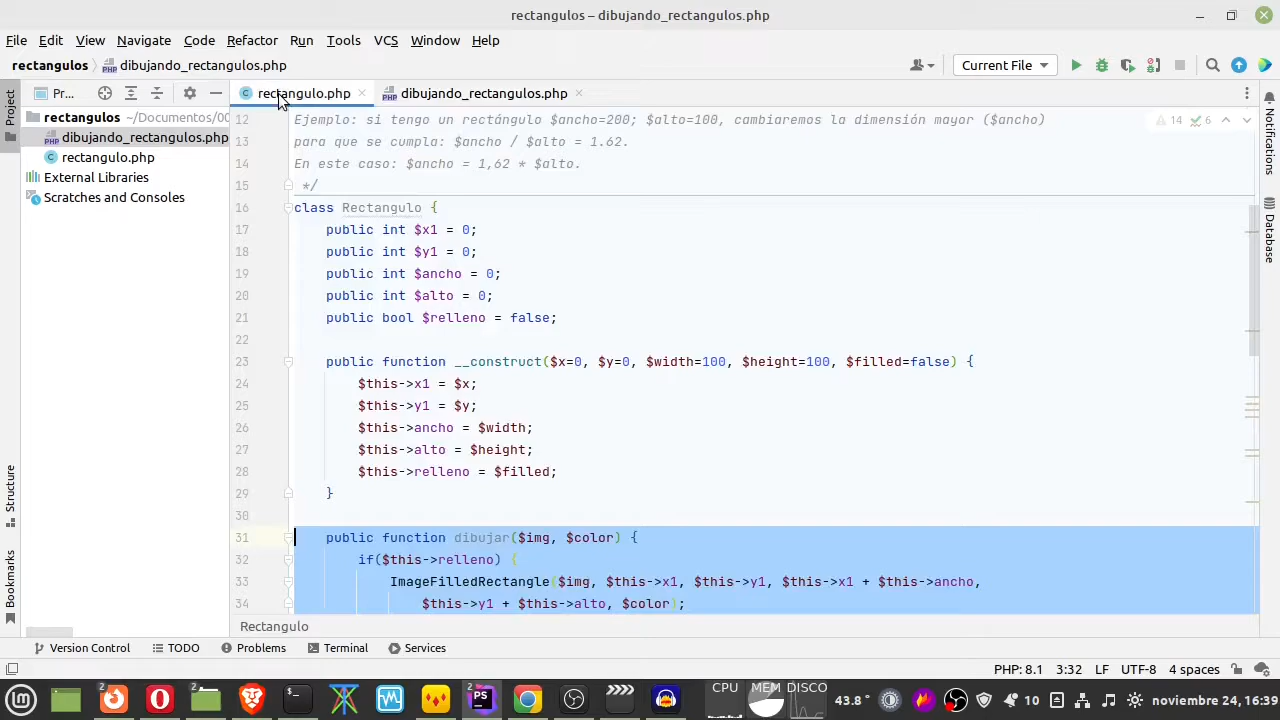 rectangulos – dibujando_rectangulos.php
File Edit View Navigate Code Refactor Run Tools VCS Window Help
rectangulos dibujando_rectangulos.php Current File
Project
Pr... rectangulo.php dibujando_rectangulos.php
rectangulos ~/Documentos/00
dibujando_rectangulos.php
rectangulo.php
External Libraries
Scratches and Consoles
14 6
12 Ejemplo: si tengo un rectángulo $ancho=200; $alto=100, cambiaremos la dimensión mayor ($ancho)
13 para que se cumpla: $ancho / $alto = 1.62.
14 En este caso: $ancho = 1,62 * $alto.
15 */
16 class Rectangulo {
17 public int $x1 = 0;
18 public int $y1 = 0;
19 public int $ancho = 0;
20 public int $alto = 0;
21 public bool $relleno = false;
22
23 public function __construct($x=0, $y=0, $width=100, $height=100, $filled=false) {
24 $this->x1 = $x;
25 $this->y1 = $y;
26 $this->ancho = $width;
27 $this->alto = $height;
28 $this->relleno = $filled;
29 }
30
31 public function dibujar($img, $color) {
32 if($this->relleno) {
33 ImageFilledRectangle($img, $this->x1, $this->y1, $this->x1 + $this->ancho,
34 $this->y1 + $this->alto, $color);
Structure
Bookmarks
Notifications
Database
Rectangulo
Version Control TODO Problems Terminal Services
PHP: 8.1 3:32 LF UTF-8 4 spaces
2 2 2 CPU MEM DISCO 43.8° 10 noviembre 24, 16:39